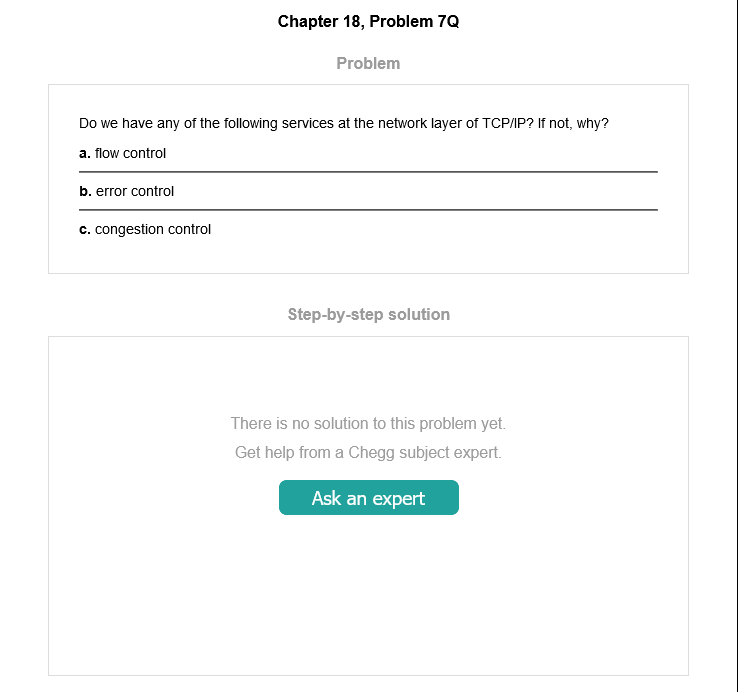 Chapter 18, Problem 7Q
Problem
Do we have any of the following services at the network layer of TCP/IP? If not, why?
a. flow control
b. error control
c. congestion control
Step-by-step solution
There is no solution to this problem yet.
Get help from a Chegg subject expert.
Ask an expert